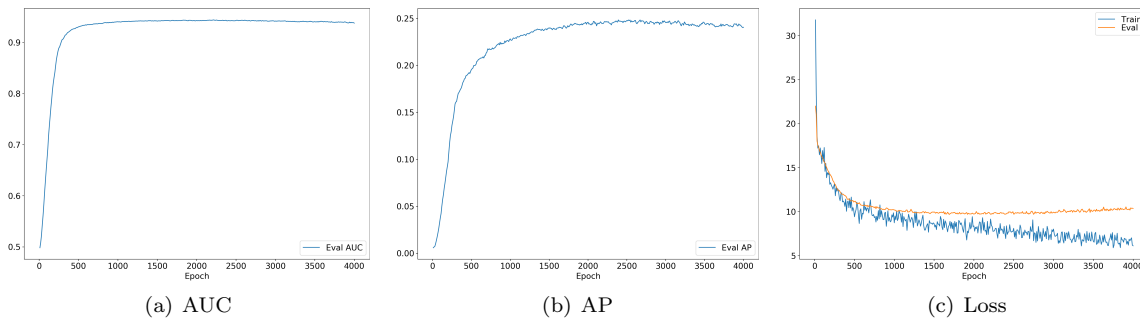 0.9
0.8
0.7
0.6
0.5
0 500 1000 1500 2000 2500 3000 3500 4000
Epoch
Eval AUC
(a) AUC
0.25
0.20
0.15
0.10
0.05
0.00
0 500 1000 1500 2000 2500 3000 3500 4000
Epoch
Eval AP
(b) AP
30
25
20
15
10
5
0 500 1000 1500 2000 2500 3000 3500 4000
Epoch
Train
Eval
(c) Loss